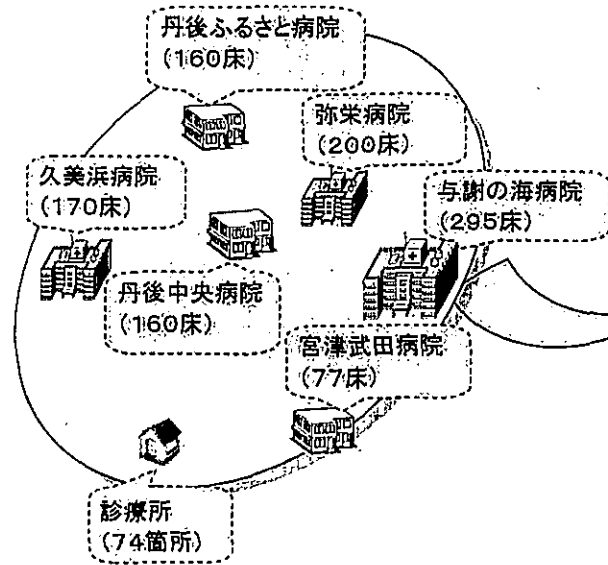 丹後ふるさと病院
(160床)
弥栄病院
(200床)
久美浜病院
(170床)
与謝の海病院
(295床)
丹後中央病院
(160床)
宮津武田病院
(77床)
診療所
(74箇所)